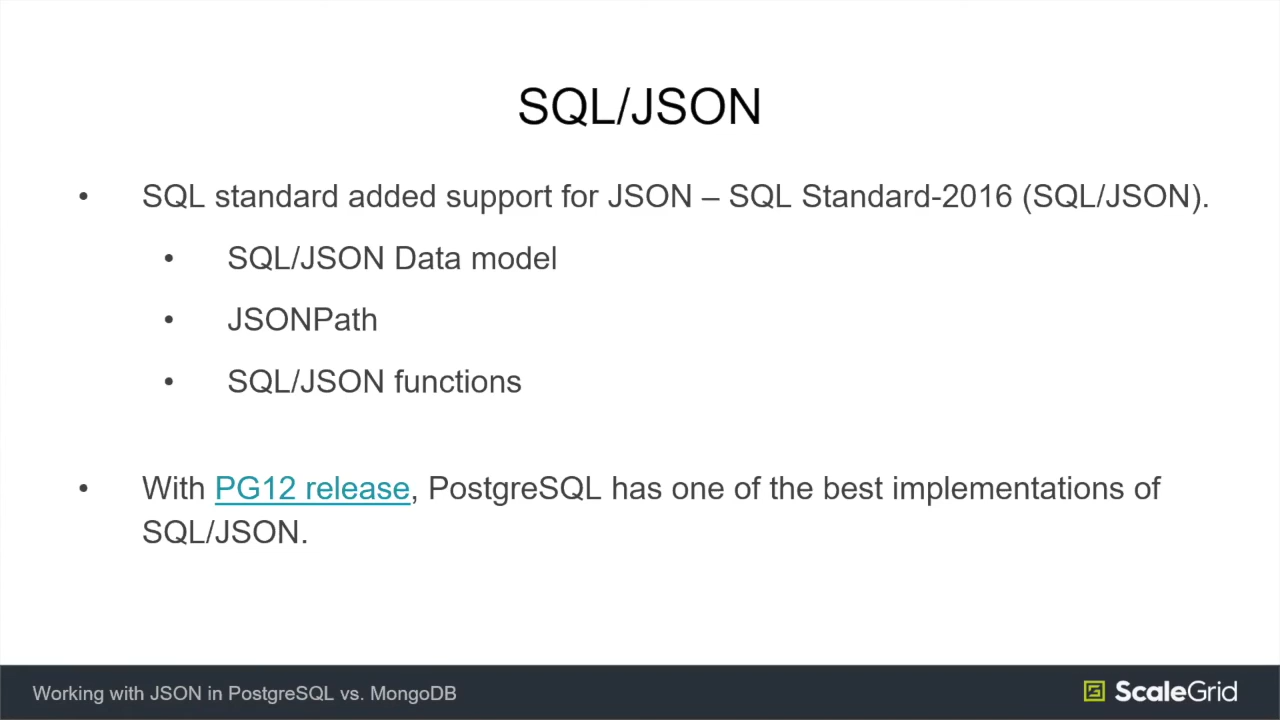 SQL/JSON
• SQL standard added support for JSON – SQL Standard-2016 (SQL/JSON).
• SQL/JSON Data model
• JSONPath
• SQL/JSON functions
• With PG12 release, PostgreSQL has one of the best implementations of
SQL/JSON.
Working with JSON in PostgreSQL vs. MongoDB
ScaleGrid